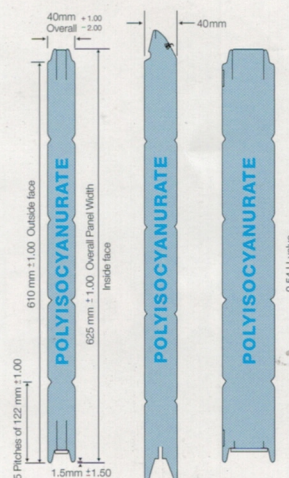 40mm +1.00
Overall -2.00
40mm
610 mm ±1.00 Outside face
625 mm ±1.00 Overall Panel Width
Inside face
5 Pitches of 122 mm ±1.00
POLYISOCYANURATE
POLYISOCYANURATE
POLYISOCYANURATE
1.5mm ±1.50